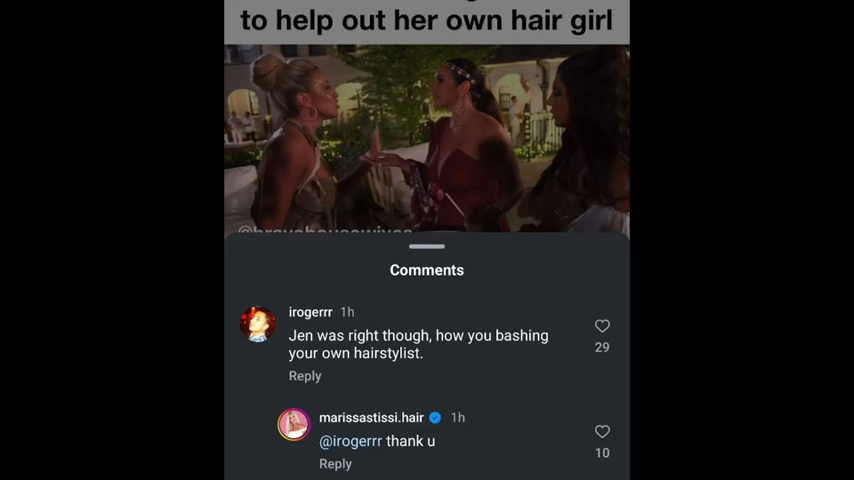 to help out her own hair girl
@bravohousewives
Comments
irogerrr 1h
Jen was right though, how you bashing
your own hairstylist.
29
Reply
marissastissi.hair 1h
@irogerrr thank u
10
Reply